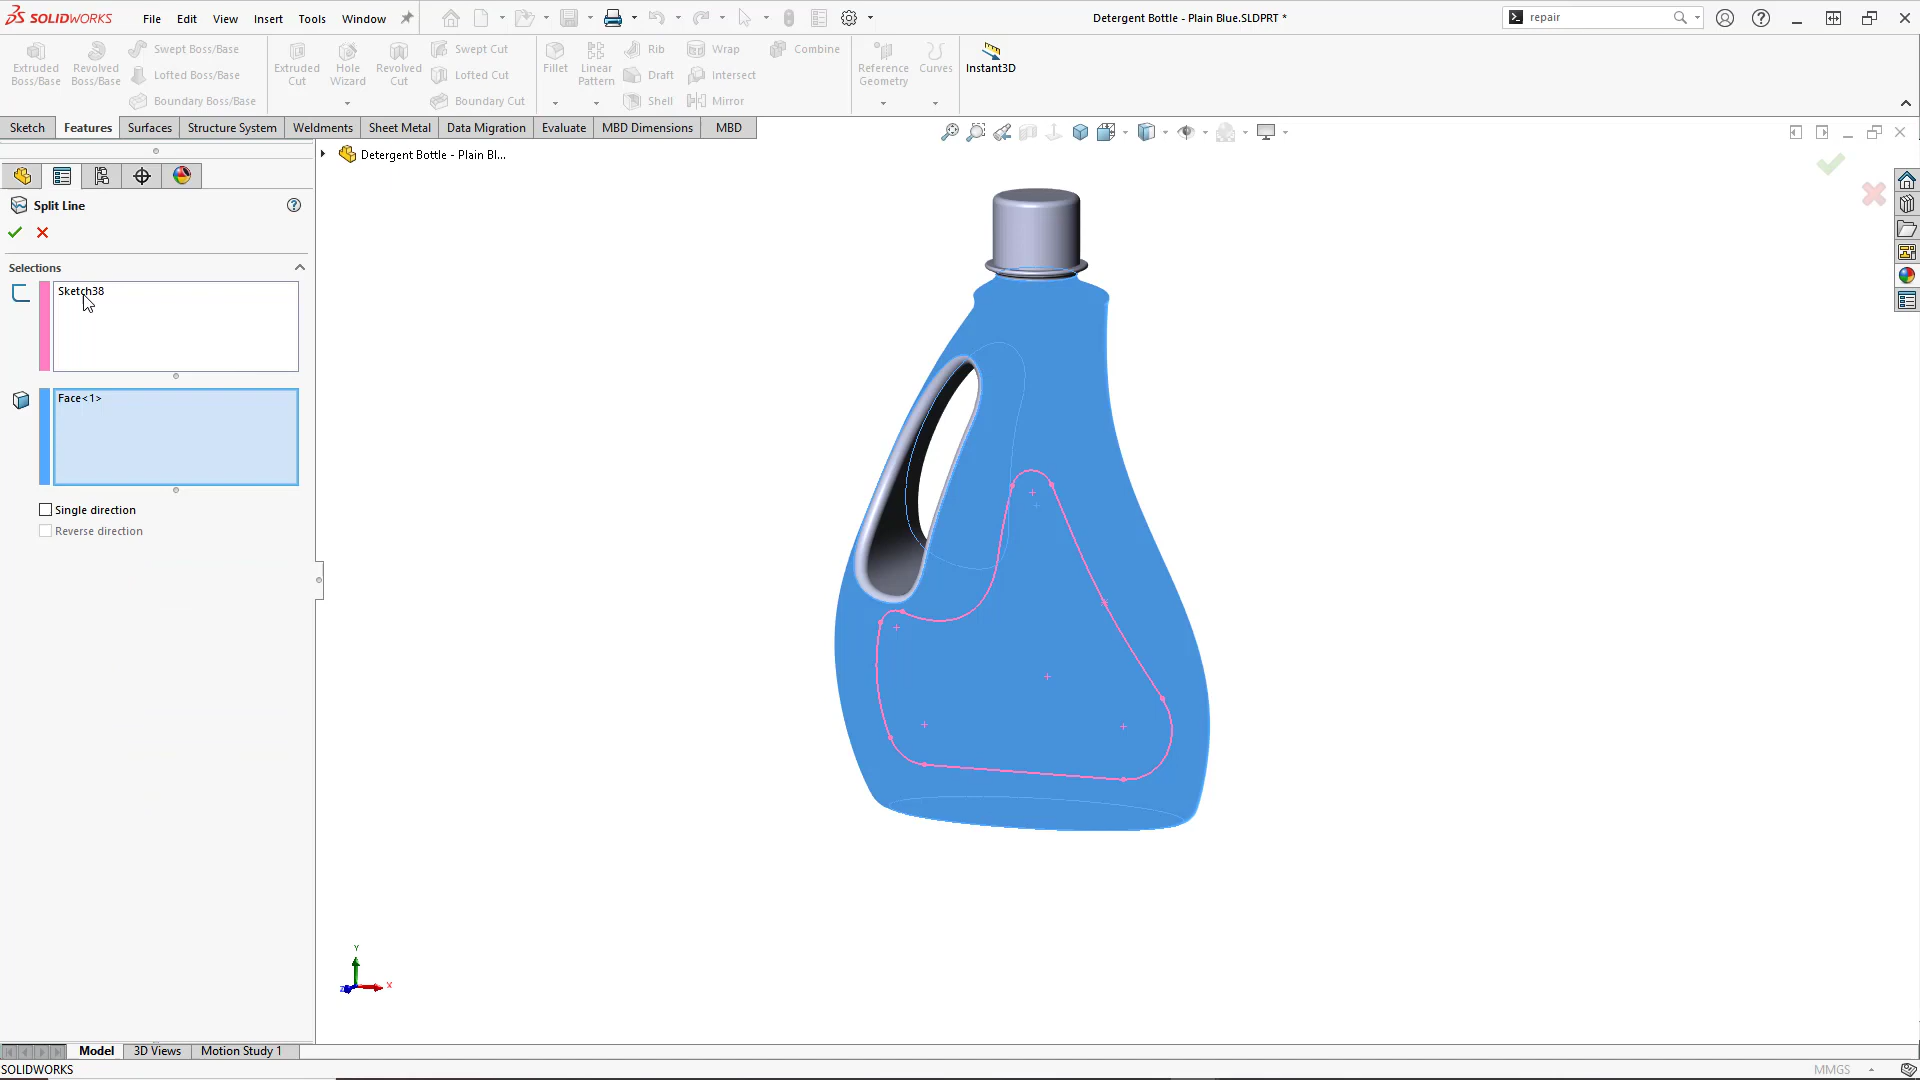 SOLIDWORKS File Edit View Insert Tools Window Detergent Bottle - Plain Blue.SLDPRT * repair
Extruded Boss/Base
Revolved Boss/Base
Swept Boss/Base
Lofted Boss/Base
Boundary Boss/Base
Extruded Cut
Hole Wizard
Revolved Cut
Swept Cut
Lofted Cut
Boundary Cut
Fillet
Linear Pattern
Rib
Draft
Shell
Wrap
Intersect
Mirror
Combine
Reference Geometry
Curves
Instant3D
Sketch Features Surfaces Structure System Weldments Sheet Metal Data Migration Evaluate MBD Dimensions MBD
Detergent Bottle - Plain Bl...
Split Line
Selections
Sketch38
Face<1>
Single direction
Reverse direction
Y
X
Z
Model 3D Views Motion Study 1
SOLIDWORKS MMGS